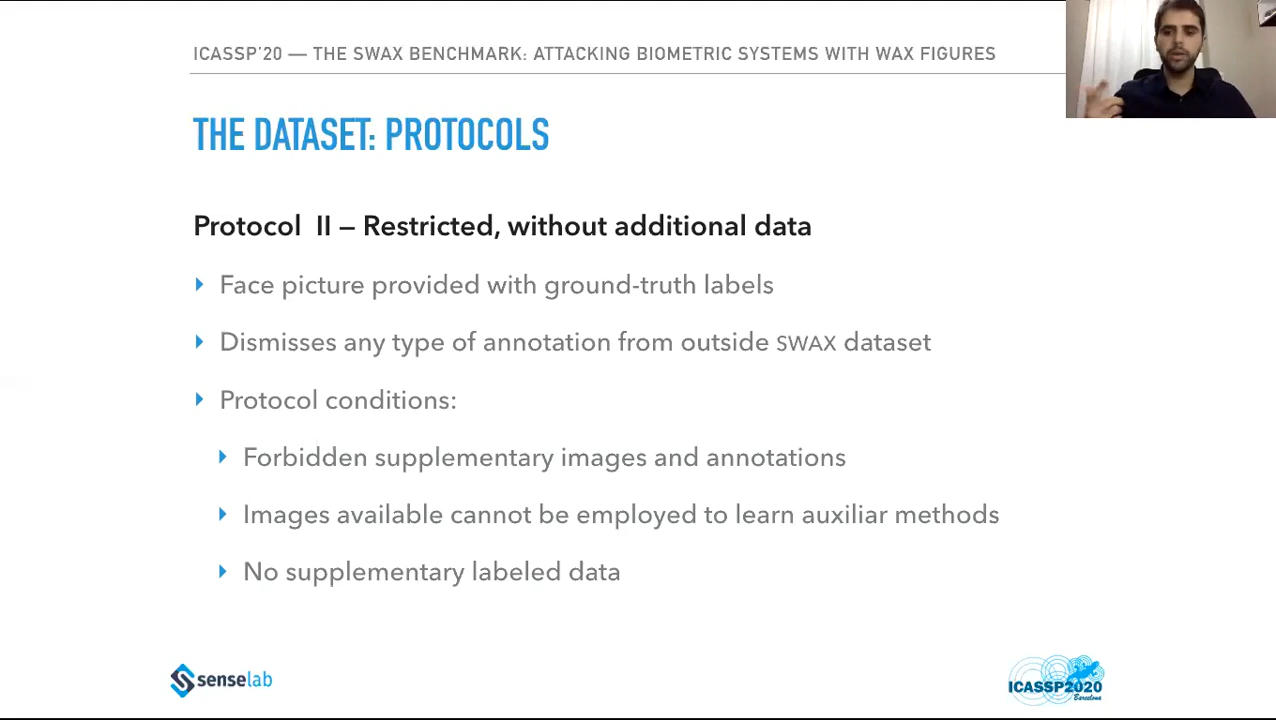 ICASSP'20 — THE SWAX BENCHMARK: ATTACKING BIOMETRIC SYSTEMS WITH WAX FIGURES
THE DATASET: PROTOCOLS
Protocol II – Restricted, without additional data
Face picture provided with ground-truth labels
Dismisses any type of annotation from outside SWAX dataset
Protocol conditions:
Forbidden supplementary images and annotations
Images available cannot be employed to learn auxiliar methods
No supplementary labeled data
senselab
ICASSP2020
Barcelona